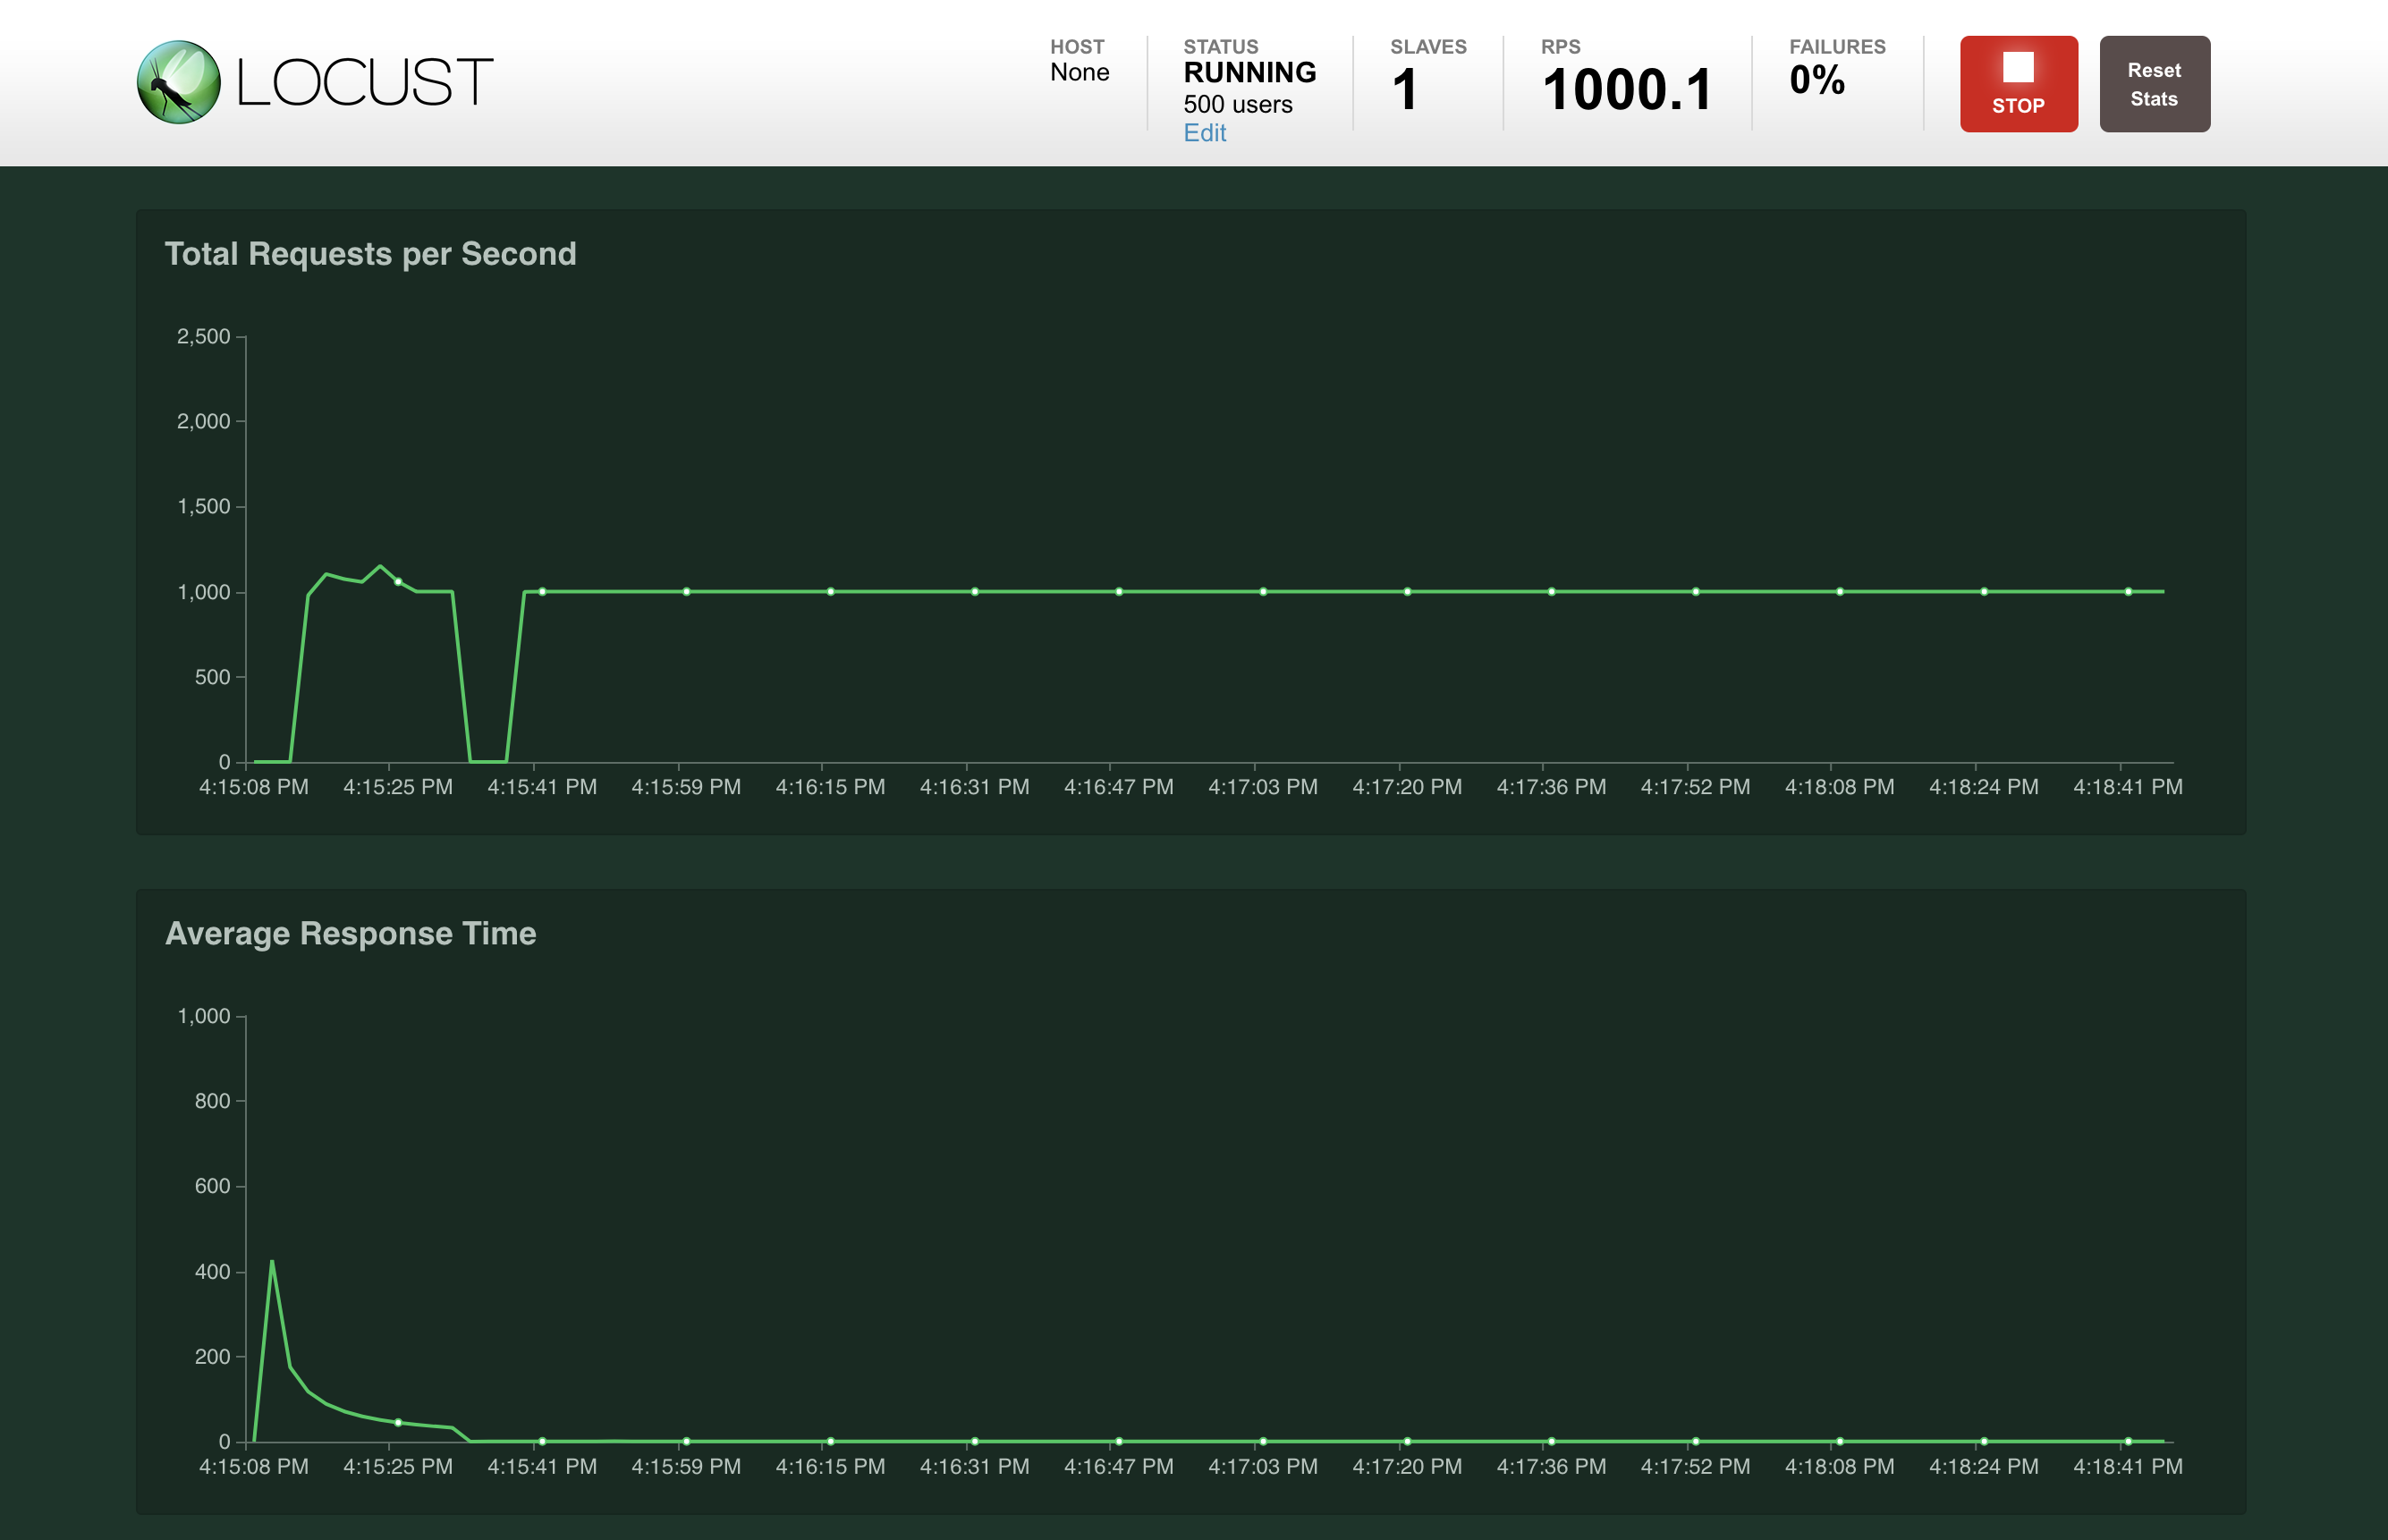 LOCUST
HOST
None
STATUS
RUNNING
500 users
Edit
SLAVES
1
RPS
1000.1
FAILURES
0%
STOP
Reset
Stats
Total Requests per Second
2,500
2,000
1,500
1,000
500
0
4:15:08 PM 4:15:25 PM 4:15:41 PM 4:15:59 PM 4:16:15 PM 4:16:31 PM 4:16:47 PM 4:17:03 PM 4:17:20 PM 4:17:36 PM 4:17:52 PM 4:18:08 PM 4:18:24 PM 4:18:41 PM
Average Response Time
1,000
800
600
400
200
0
4:15:08 PM 4:15:25 PM 4:15:41 PM 4:15:59 PM 4:16:15 PM 4:16:31 PM 4:16:47 PM 4:17:03 PM 4:17:20 PM 4:17:36 PM 4:17:52 PM 4:18:08 PM 4:18:24 PM 4:18:41 PM